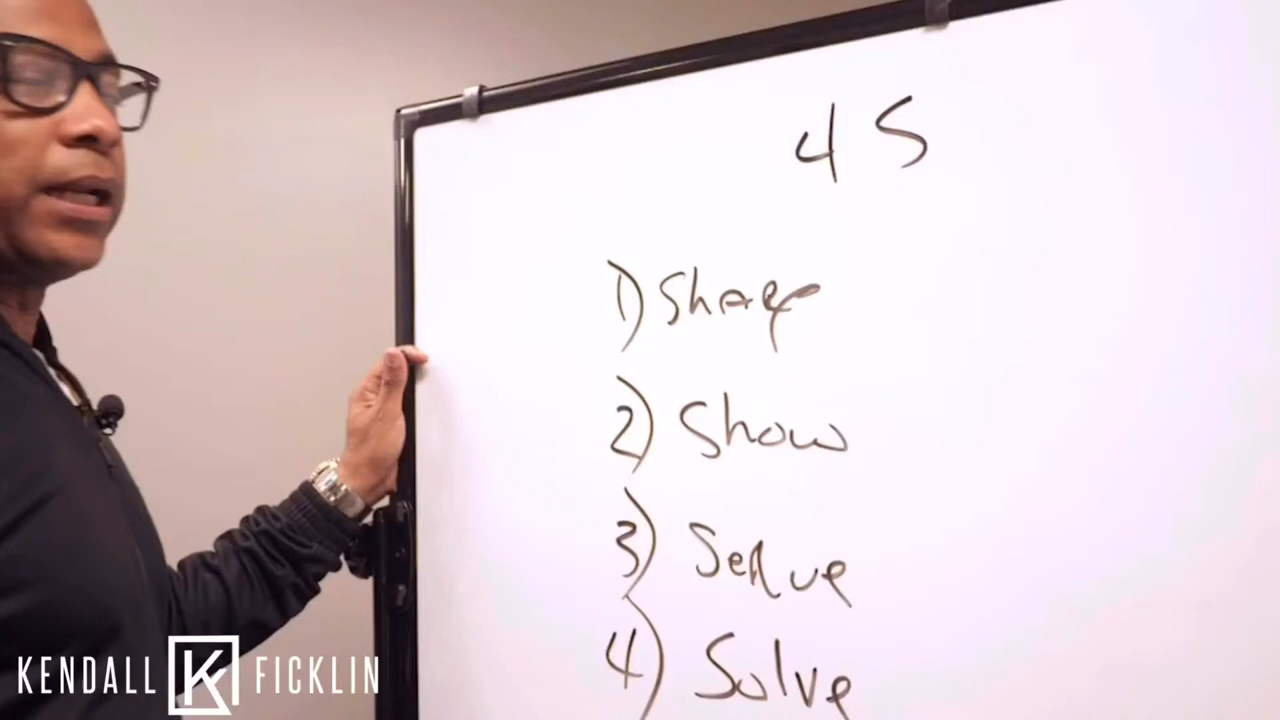 4 S
1) Share
2) Show
3) Serve
4) Solve
KENDALL K FICKLIN